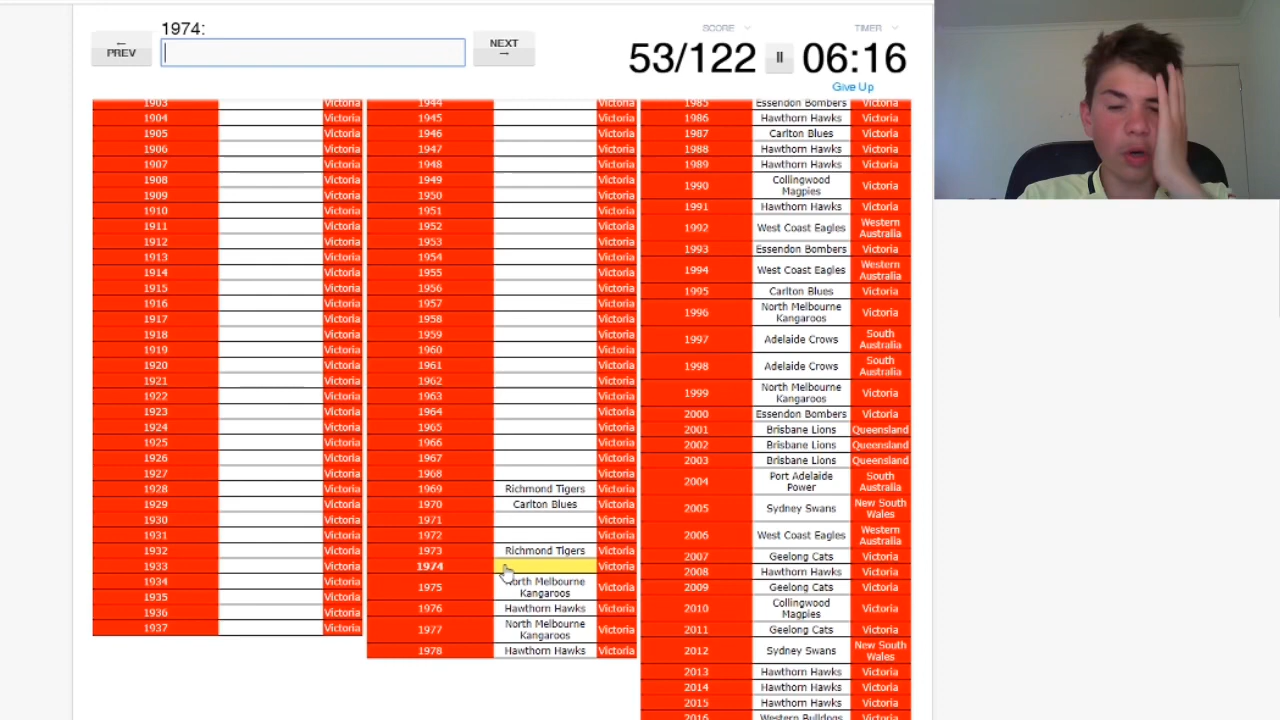 1974:
← PREV
NEXT →
SCORE
53/122
II
TIMER
06:16
Give Up
1903 Victoria
1904 Victoria
1905 Victoria
1906 Victoria
1907 Victoria
1908 Victoria
1909 Victoria
1910 Victoria
1911 Victoria
1912 Victoria
1913 Victoria
1914 Victoria
1915 Victoria
1916 Victoria
1917 Victoria
1918 Victoria
1919 Victoria
1920 Victoria
1921 Victoria
1922 Victoria
1923 Victoria
1924 Victoria
1925 Victoria
1926 Victoria
1927 Victoria
1928 Victoria
1929 Victoria
1930 Victoria
1931 Victoria
1932 Victoria
1933 Victoria
1934 Victoria
1935 Victoria
1936 Victoria
1937 Victoria
1944 Victoria
1945 Victoria
1946 Victoria
1947 Victoria
1948 Victoria
1949 Victoria
1950 Victoria
1951 Victoria
1952 Victoria
1953 Victoria
1954 Victoria
1955 Victoria
1956 Victoria
1957 Victoria
1958 Victoria
1959 Victoria
1960 Victoria
1961 Victoria
1962 Victoria
1963 Victoria
1964 Victoria
1965 Victoria
1966 Victoria
1967 Victoria
1968 Victoria
1969 Richmond Tigers Victoria
1970 Carlton Blues Victoria
1971 Victoria
1972 Victoria
1973 Richmond Tigers Victoria
1974 Victoria
1975 North Melbourne Kangaroos Victoria
1976 Hawthorn Hawks Victoria
1977 North Melbourne Kangaroos Victoria
1978 Hawthorn Hawks Victoria
1985 Essendon Bombers Victoria
1986 Hawthorn Hawks Victoria
1987 Carlton Blues Victoria
1988 Hawthorn Hawks Victoria
1989 Hawthorn Hawks Victoria
1990 Collingwood Magpies Victoria
1991 Hawthorn Hawks Victoria
1992 West Coast Eagles Western Australia
1993 Essendon Bombers Victoria
1994 West Coast Eagles Western Australia
1995 Carlton Blues Victoria
1996 North Melbourne Kangaroos Victoria
1997 Adelaide Crows South Australia
1998 Adelaide Crows South Australia
1999 North Melbourne Kangaroos Victoria
2000 Essendon Bombers Victoria
2001 Brisbane Lions Queensland
2002 Brisbane Lions Queensland
2003 Brisbane Lions Queensland
2004 Port Adelaide Power South Australia
2005 Sydney Swans New South Wales
2006 West Coast Eagles Western Australia
2007 Geelong Cats Victoria
2008 Hawthorn Hawks Victoria
2009 Geelong Cats Victoria
2010 Collingwood Magpies Victoria
2011 Geelong Cats Victoria
2012 Sydney Swans New South Wales
2013 Hawthorn Hawks Victoria
2014 Hawthorn Hawks Victoria
2015 Hawthorn Hawks Victoria
2016 Western Bulldogs Victoria